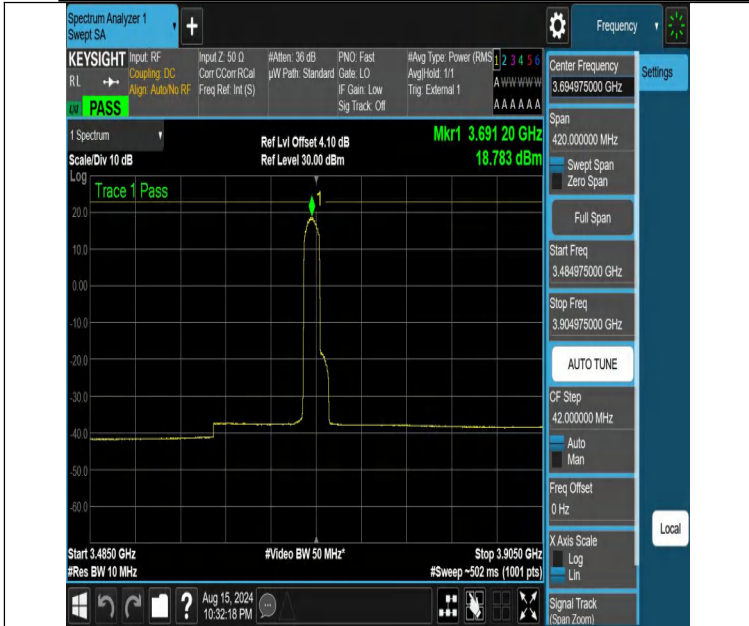 Spectrum Analyzer 1
Swept SA
+
Frequency
KEYSIGHT
RL
PASS
Input: RF
Coupling: DC
Align: Auto/No RF
Input Z: 50 Ω
Corr CCorr RCal
Freq Ref: Int (S)
#Atten: 36 dB
µW Path: Standard
PNO: Fast
Gate: LO
IF Gain: Low
Sig Track: Off
#Avg Type: Power (RMS
Avg|Hold: 1/1
Trig: External 1
1 2 3 4 5 6
A W W W W W
A A A A A A
1 Spectrum
Scale/Div 10 dB
Log
Ref Lvl Offset 4.10 dB
Ref Level 30.00 dBm
Mkr1 3.691 20 GHz
18.783 dBm
Trace 1 Pass
1
20.0
10.0
0.00
-10.0
-20.0
-30.0
-40.0
-50.0
-60.0
Start 3.4850 GHz
#Res BW 10 MHz
#Video BW 50 MHz*
Stop 3.9050 GHz
#Sweep ~502 ms (1001 pts)
Aug 15, 2024
10:32:18 PM
?
Center Frequency
3.694975000 GHz
Settings
Span
420.000000 MHz
Swept Span
Zero Span
Full Span
Start Freq
3.484975000 GHz
Stop Freq
3.904975000 GHz
AUTO TUNE
CF Step
42.000000 MHz
Auto
Man
Freq Offset
0 Hz
X Axis Scale
Log
Lin
Local
Signal Track
(Span Zoom)